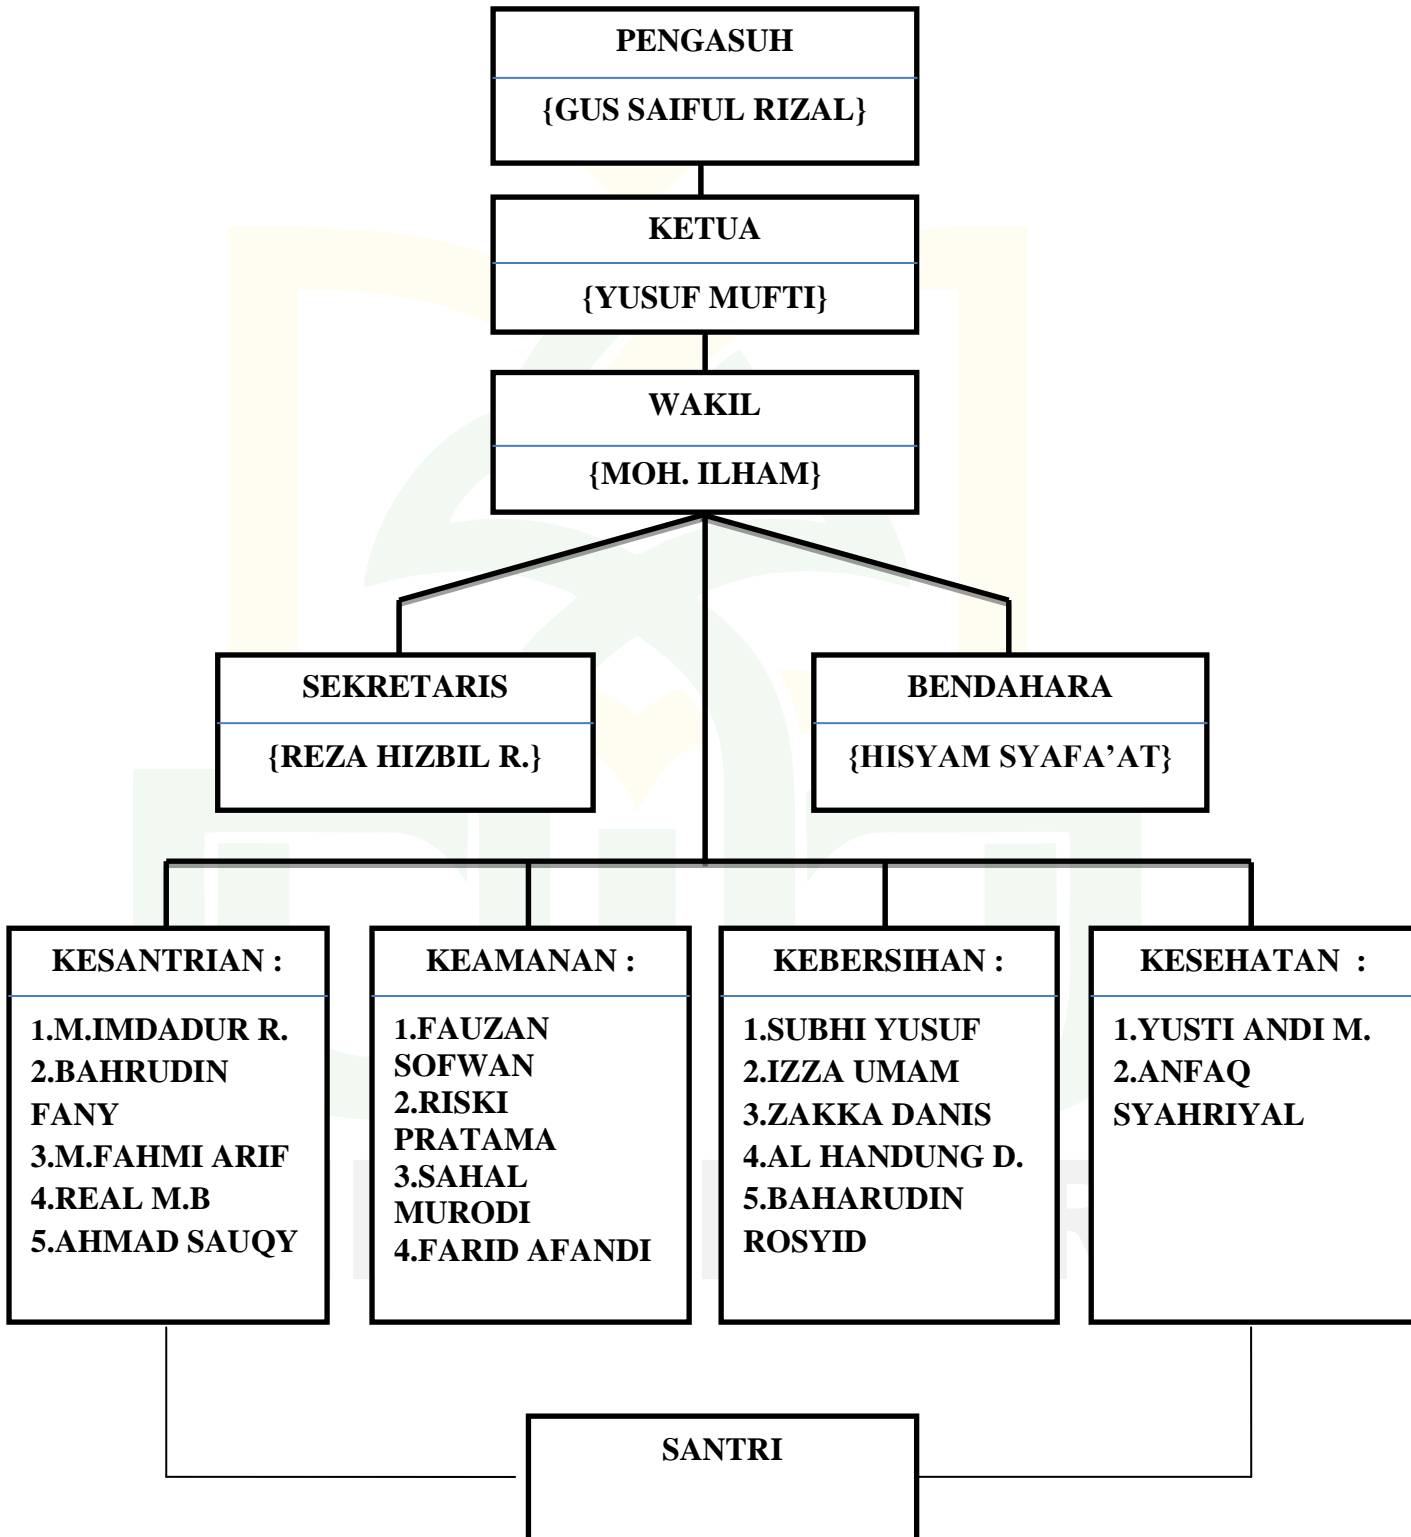 PENGASUH
{GUS SAIFUL RIZAL}
KETUA
{YUSUF MUFTI}
WAKIL
{MOH. ILHAM}
SEKRETARIS
{REZA HIZBIL R.}
BENDAHARA
{HISYAM SYAFA’AT}
KESANTRIAN :
1.M.IMDADUR R.
2.BAHRUDIN
FANY
3.M.FAHMI ARIF
4.REAL M.B
5.AHMAD SAUQY
KEAMANAN :
1.FAUZAN
SOFWAN
2.RISKI
PRATAMA
3.SAHAL
MURODI
4.FARID AFANDI
KEBERSIHAN :
1.SUBHI YUSUF
2.IZZA UMAM
3.ZAKKA DANIS
4.AL HANDUNG D.
5.BAHARUDIN
ROSYID
KESEHATAN :
1.YUSTI ANDI M.
2.ANFAQ
SYAHRIYAL
SANTRI